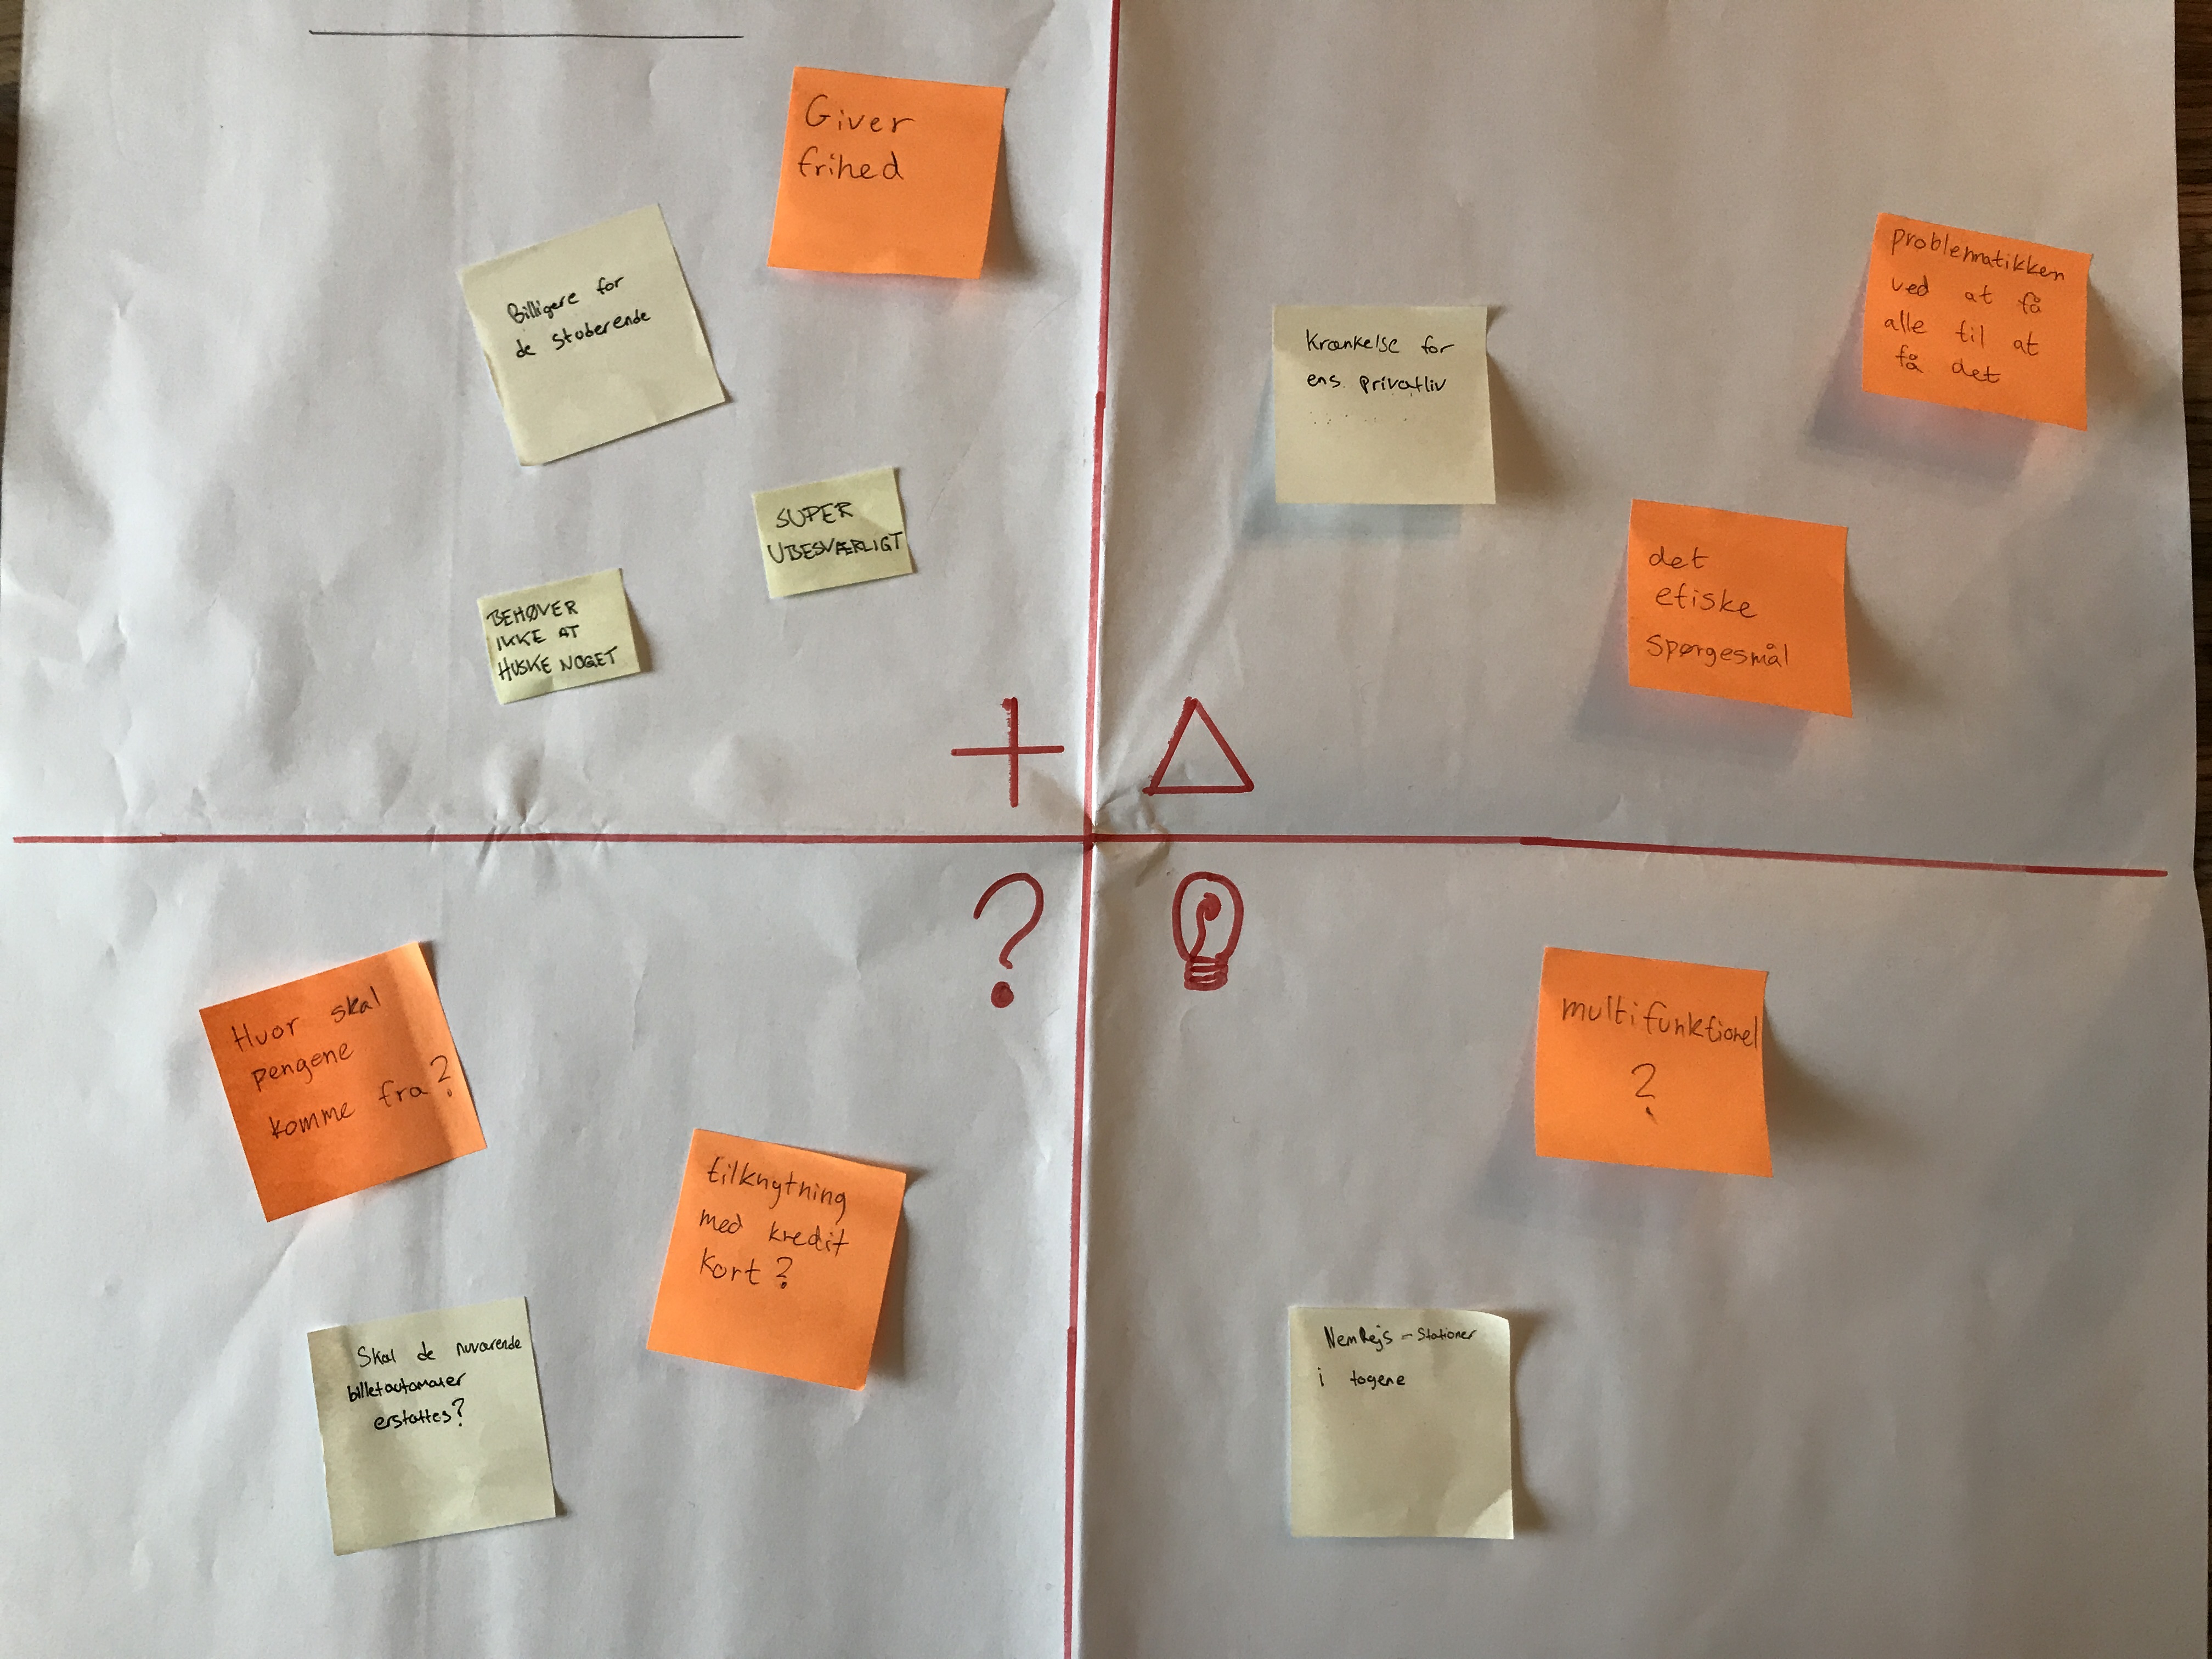 Giver
frihed
Billigere for
de studerende
SUPER
UBESVÆRLIGT
BEHØVER
IKKE AT
HUSKE NOGET
Krænkelse for
ens privatliv
problematikken
ved at få
alle til at
få det
det
etiske
spørgesmål
+
?
Hvor skal
pengene
komme fra?
tilknytning
med kredit
kort?
Skal de nuværende
billetautomater
erstattes?
multifunktionel
?
NemRejs - Stationer
i togene